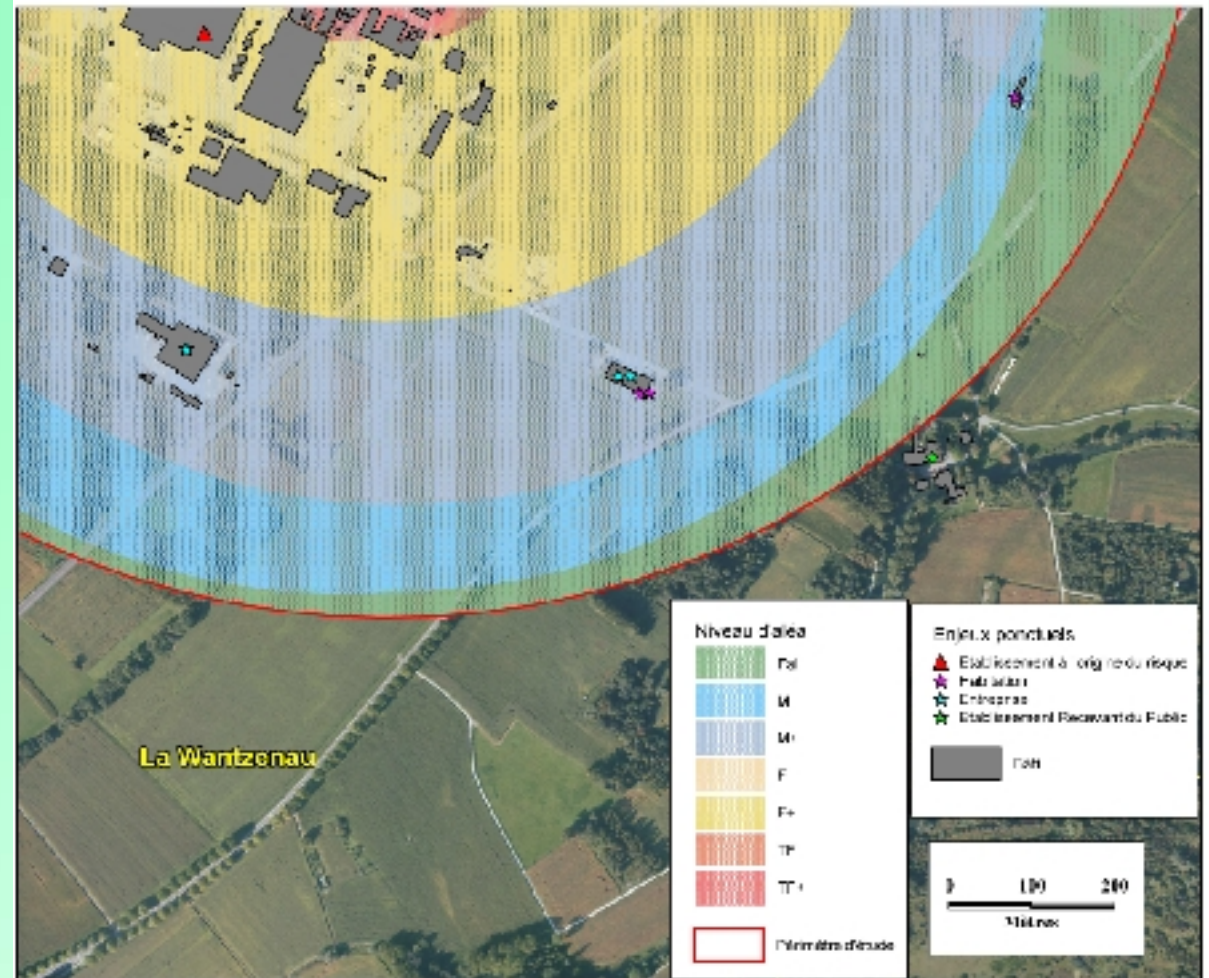 La Wantzenau
Niveau d'aléa
Fai
M
M+
F
F+
TF
TF+
Périmètre d'étude
Enjeux ponctuels
Etablissement à l'origine du risque
Habitation
Entreprise
Etablissement Recevant du Public
Bâti
0 100 200
Mètres